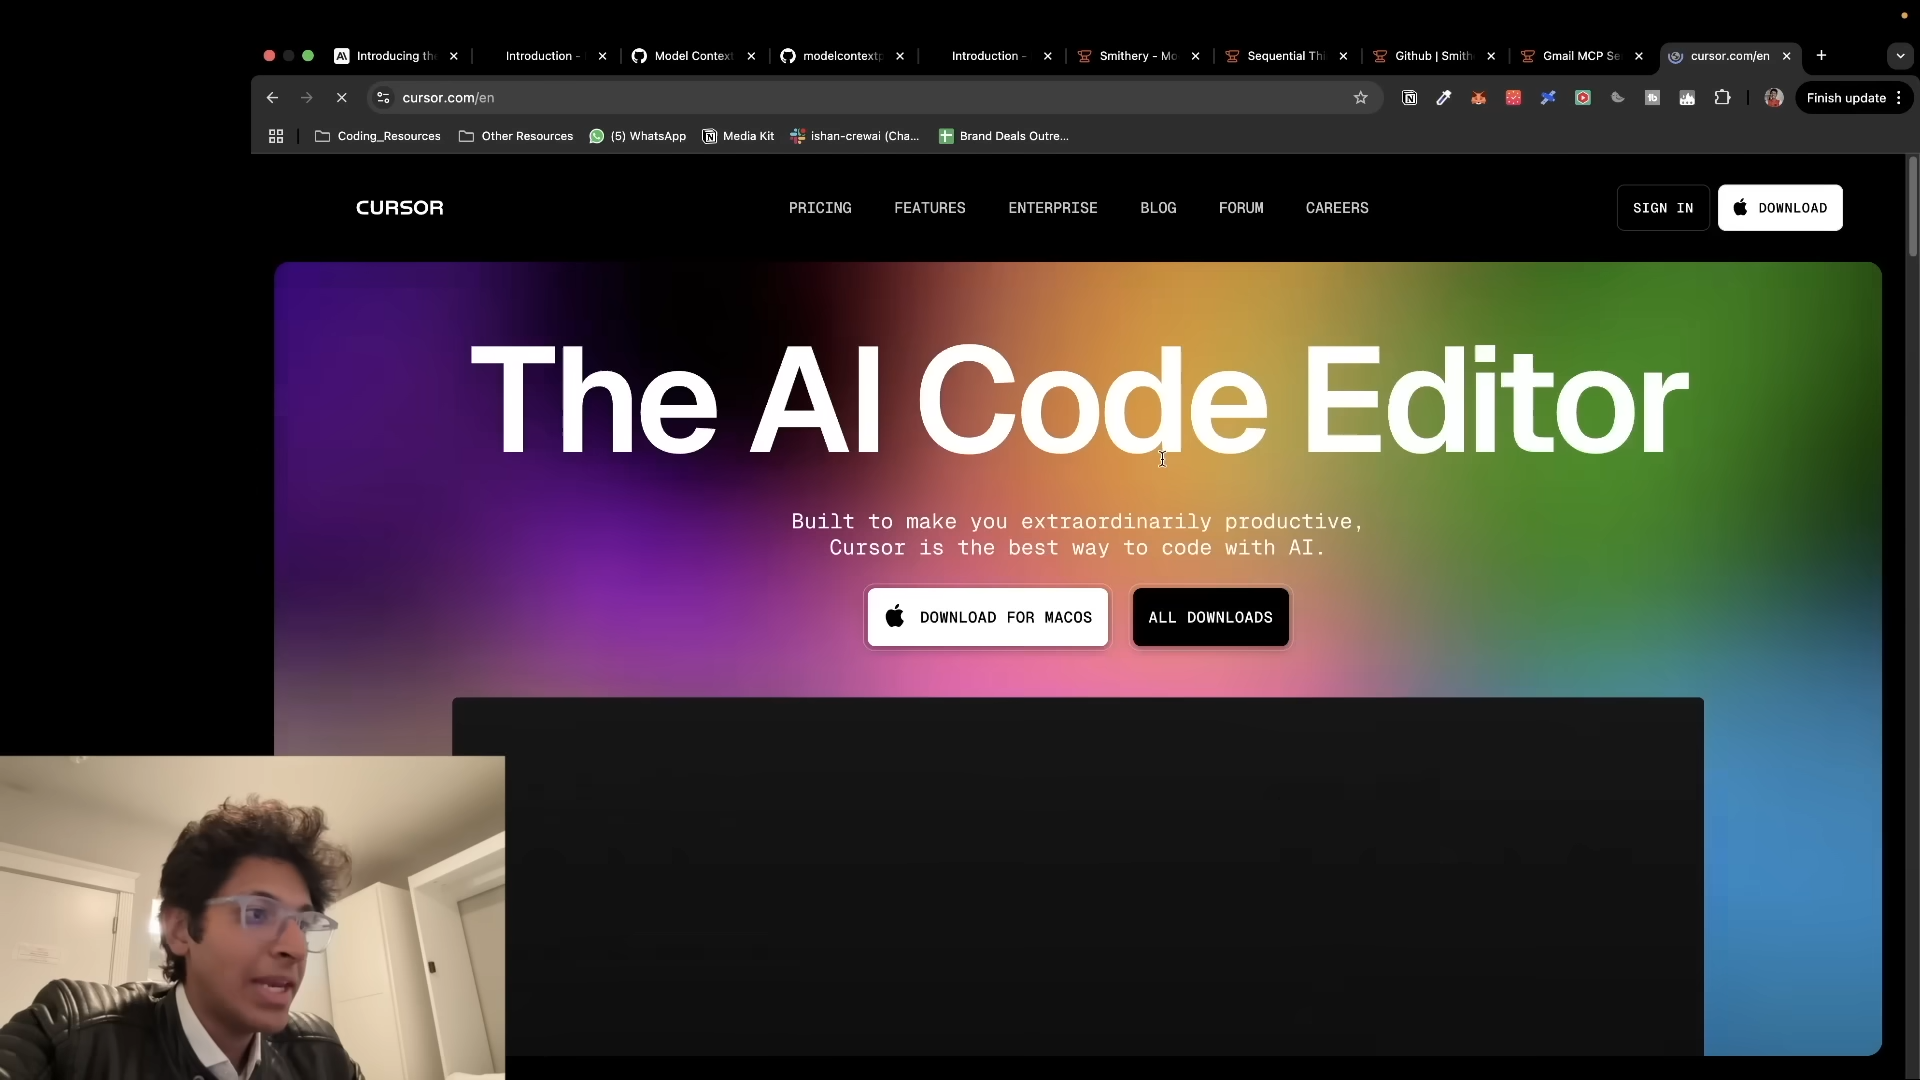 Introducing the
Introduction -
Model Context
modelcontextp
Introduction -
Smithery - Mo
Sequential Thi
Github | Smith
Gmail MCP Se
cursor.com/en
cursor.com/en
Finish update
Coding_Resources
Other Resources
(5) WhatsApp
Media Kit
ishan-crewai (Cha...
Brand Deals Outre...
CURSOR
PRICING
FEATURES
ENTERPRISE
BLOG
FORUM
CAREERS
SIGN IN
DOWNLOAD
The AI Code Editor
Built to make you extraordinarily productive,
Cursor is the best way to code with AI.
DOWNLOAD FOR MACOS
ALL DOWNLOADS